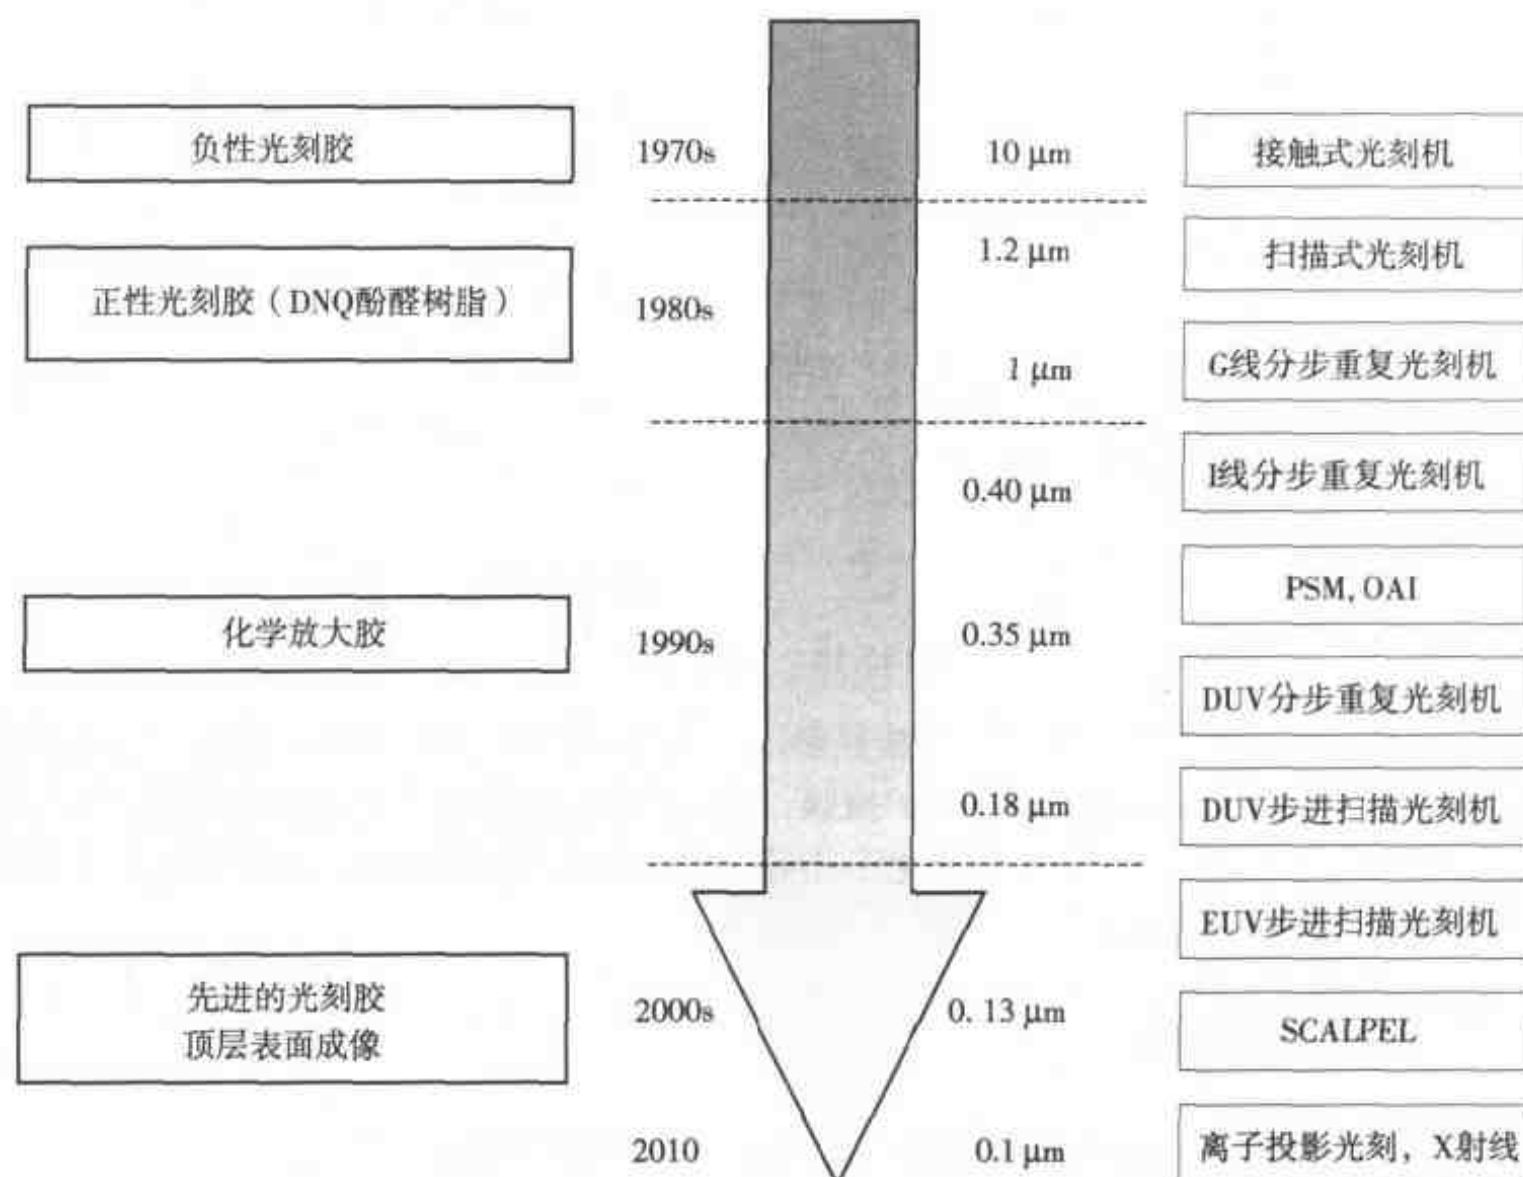 负性光刻胶
1970s
10 μm
接触式光刻机
1.2 μm
扫描式光刻机
正性光刻胶（DNQ酚醛树脂）
1980s
1 μm
G线分步重复光刻机
0.40 μm
I线分步重复光刻机
PSM, OAI
化学放大胶
1990s
0.35 μm
DUV分步重复光刻机
0.18 μm
DUV步进扫描光刻机
EUV步进扫描光刻机
先进的光刻胶
顶层表面成像
2000s
0. 13 μm
SCALPEL
2010
0.1 μm
离子投影光刻，X射线